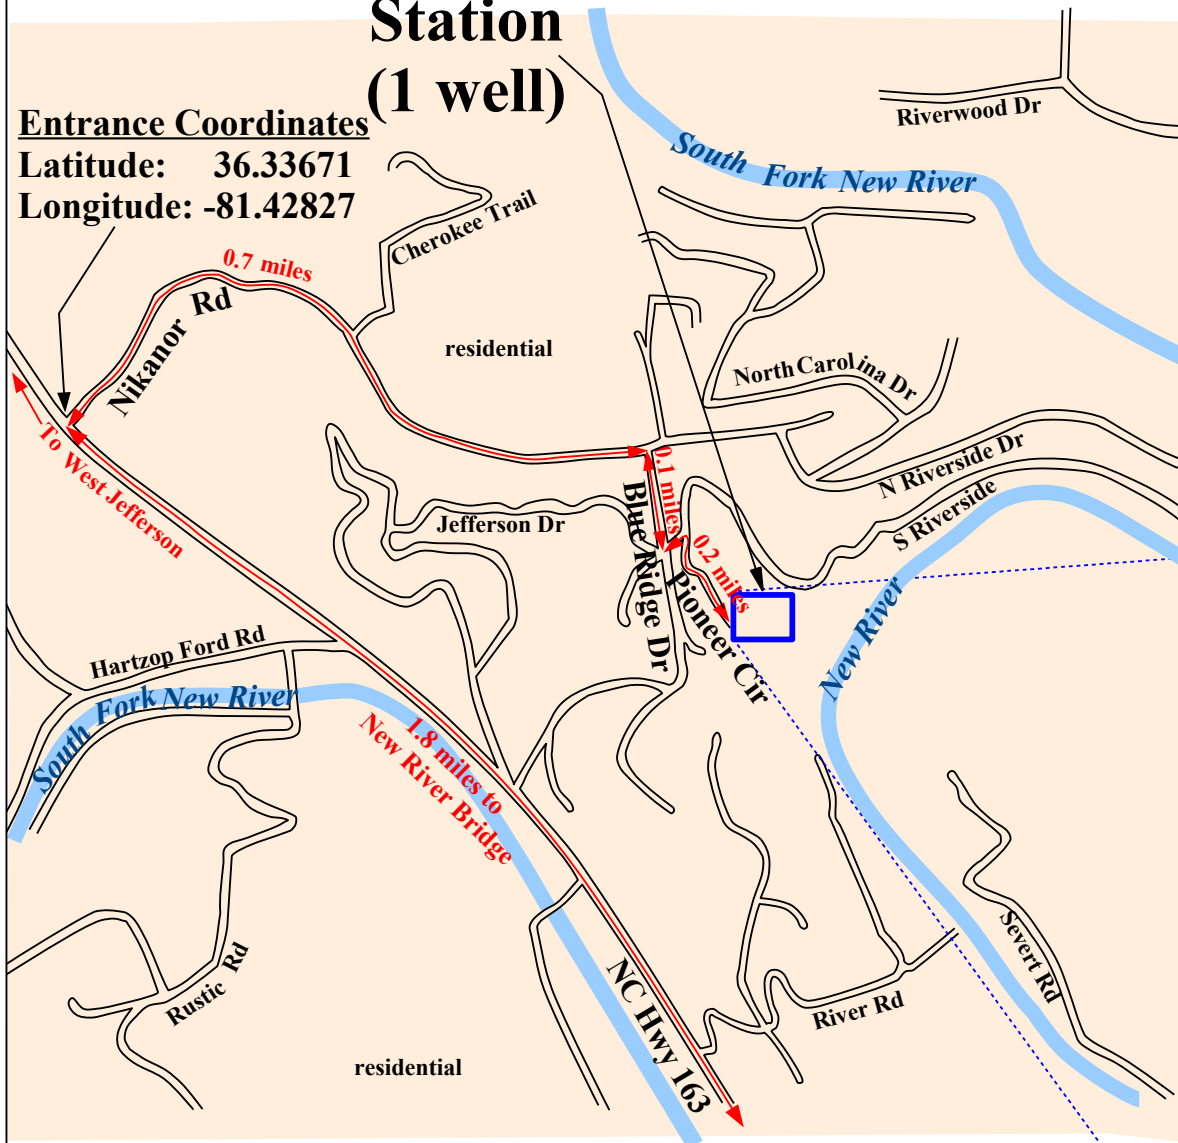 Station
(1 well)
Entrance Coordinates
Latitude: 36.33671
Longitude: -81.42827
Riverwood Dr
South Fork New River
Cherokee Trail
0.7 miles
Nikanor Rd
residential
North Carolina Dr
To West Jefferson
N Riverside Dr
S Riverside
Jefferson Dr
0.1 miles
Blue Ridge Dr
0.2 miles
Pioneer Cir
New River
Hartzop Ford Rd
South Fork New River
1.8 miles to
New River Bridge
Rustic Rd
NC Hwy 163
River Rd
Severt Rd
residential